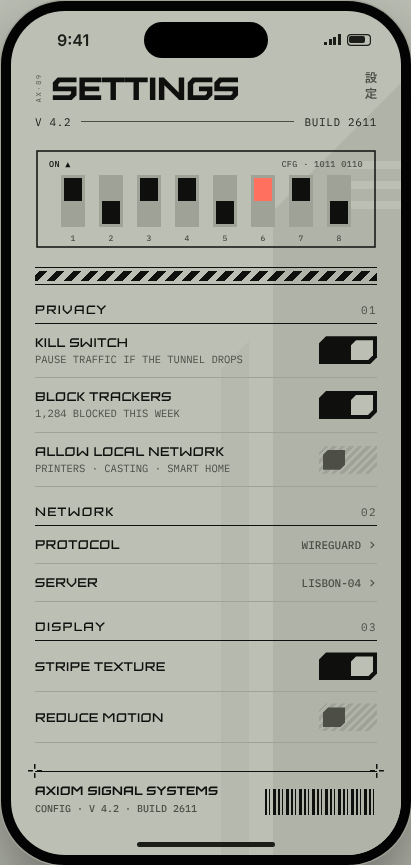 9:41
AX-09
SETTINGS
設定
V 4.2
BUILD 2611
ON ▲
CFG · 1011 0110
1 2 3 4 5 6 7 8
PRIVACY
01
KILL SWITCH
PAUSE TRAFFIC IF THE TUNNEL DROPS
BLOCK TRACKERS
1,284 BLOCKED THIS WEEK
ALLOW LOCAL NETWORK
PRINTERS · CASTING · SMART HOME
NETWORK
02
PROTOCOL
WIREGUARD >
SERVER
LISBON-04 >
DISPLAY
03
STRIPE TEXTURE
REDUCE MOTION
AXIOM SIGNAL SYSTEMS
CONFIG · V 4.2 · BUILD 2611